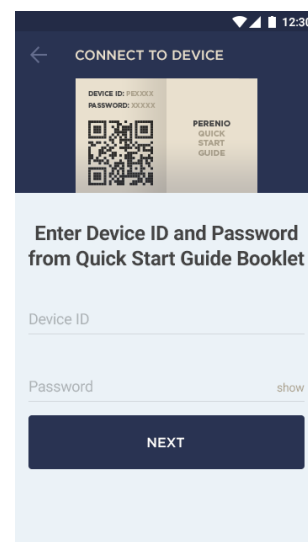 12:30
CONNECT TO DEVICE
DEVICE ID: PEXXXX
PASSWORD: XXXXX
PERENIO
QUICK
START
GUIDE
Enter Device ID and Password
from Quick Start Guide Booklet
Device ID
Password
show
NEXT